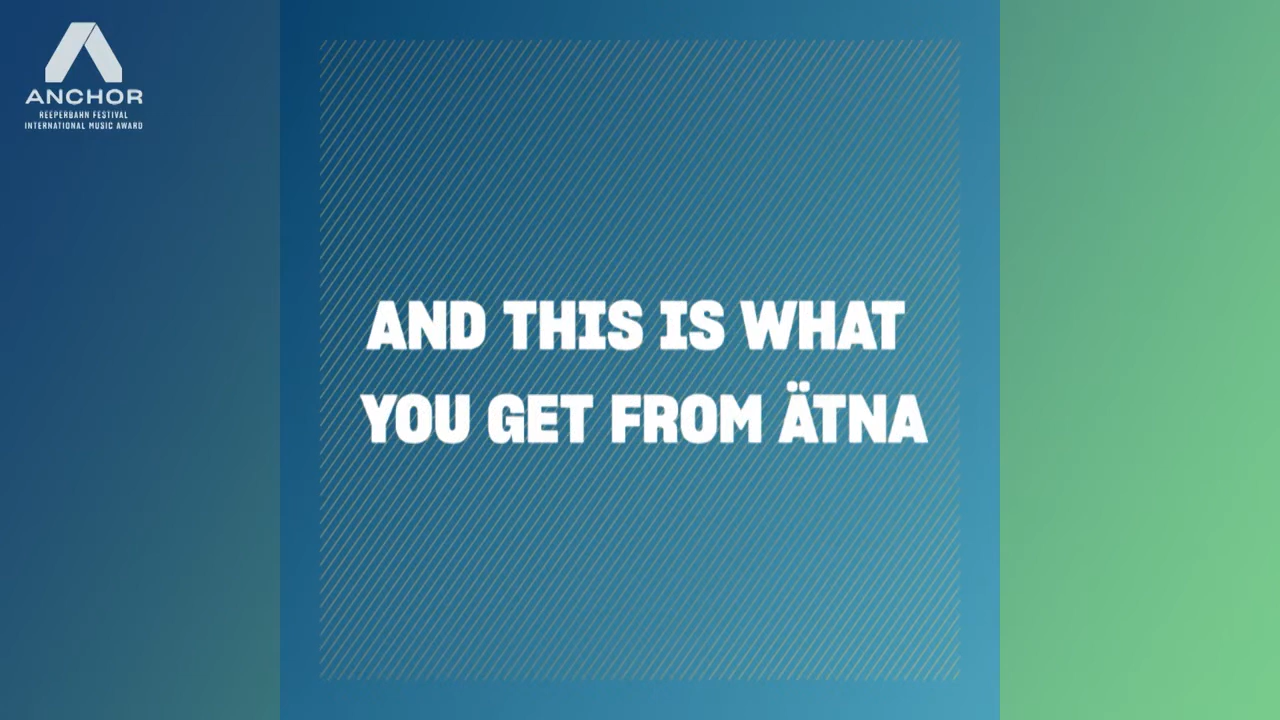 ANCHOR
REEPERBAHN FESTIVAL
INTERNATIONAL MUSIC AWARD
AND THIS IS WHAT
YOU GET FROM ÄTNA